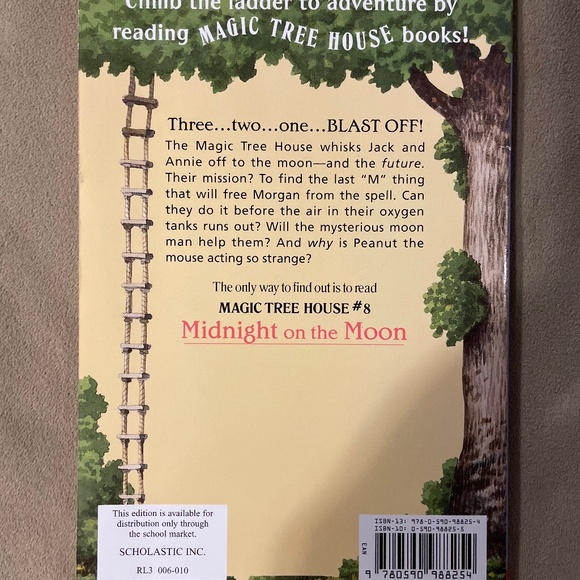 Climb the ladder to adventure by
reading MAGIC TREE HOUSE books!
Three...two...one...BLAST OFF!
The Magic Tree House whisks Jack and
Annie off to the moon—and the future.
Their mission? To find the last "M" thing
that will free Morgan from the spell. Can
they do it before the air in their oxygen
tanks runs out? Will the mysterious moon
man help them? And why is Peanut the
mouse acting so strange?
The only way to find out is to read
MAGIC TREE HOUSE #8
Midnight on the Moon
This edition is available for
distribution only through
the school market.
SCHOLASTIC INC.
RL3 006-010
ISBN-13: 978-0-590-98825-4
ISBN-10: 0-590-98825-5
EAN
9 780590 988254